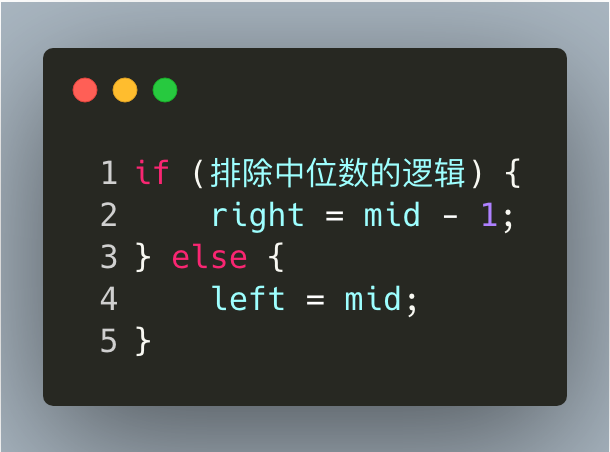 1 if (排除中位数的逻辑) {
2     right = mid - 1;
3 } else {
4     left = mid;
5 }